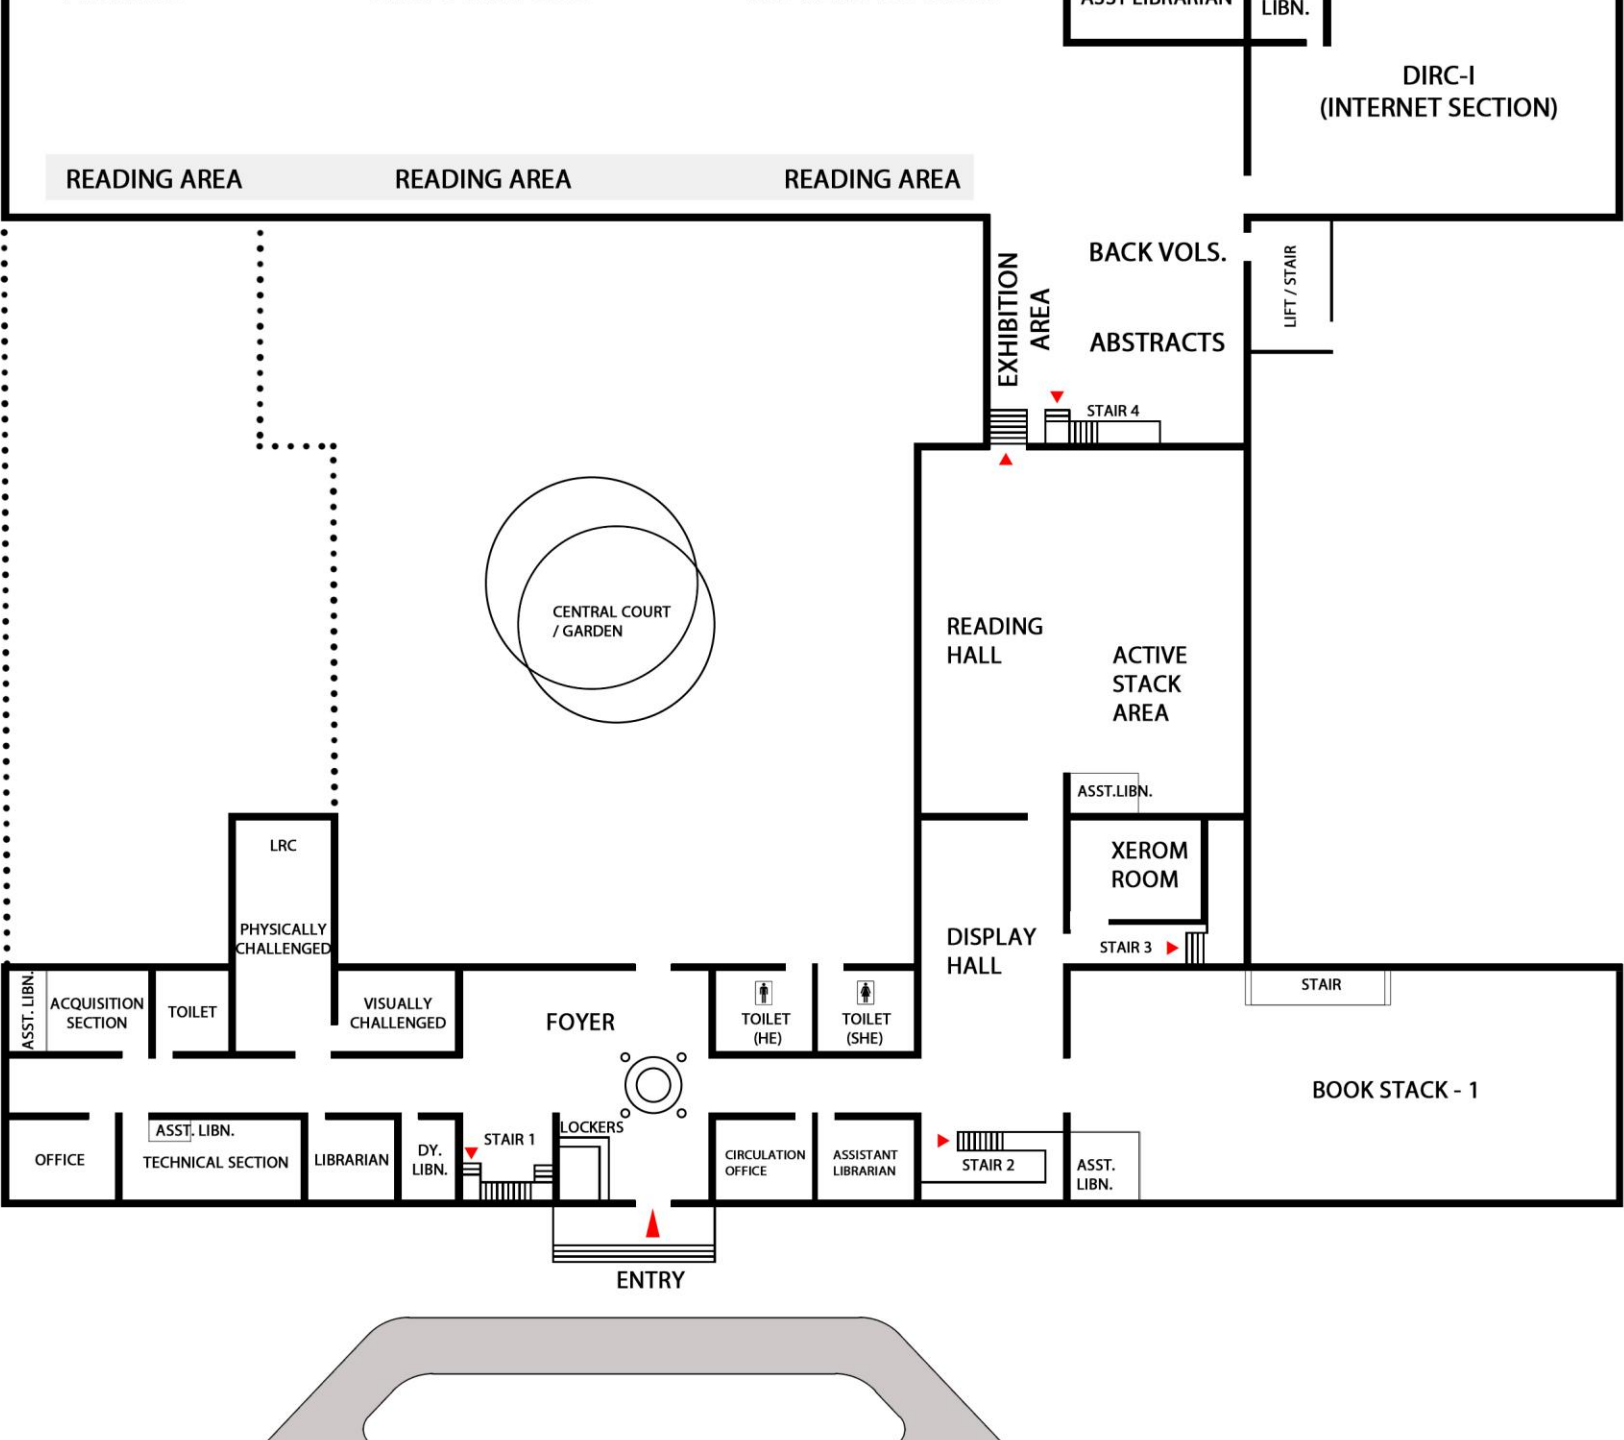 ASST LIBRARIAN
LIBN.
DIRC-I
(INTERNET SECTION)
READING AREA
READING AREA
READING AREA
BACK VOLS.
EXHIBITION
AREA
LIFT / STAIR
ABSTRACTS
STAIR 4
CENTRAL COURT
/ GARDEN
READING
HALL
ACTIVE
STACK
AREA
ASST.LIBN.
LRC
XEROM
ROOM
PHYSICALLY
CHALLENGED
DISPLAY
HALL
STAIR 3
ASST. LIBN.
ACQUISITION
SECTION
TOILET
VISUALLY
CHALLENGED
FOYER
TOILET
(HE)
TOILET
(SHE)
STAIR
BOOK STACK - 1
OFFICE
ASST. LIBN.
TECHNICAL SECTION
LIBRARIAN
DY.
LIBN.
STAIR 1
LOCKERS
CIRCULATION
OFFICE
ASSISTANT
LIBRARIAN
STAIR 2
ASST.
LIBN.
ENTRY